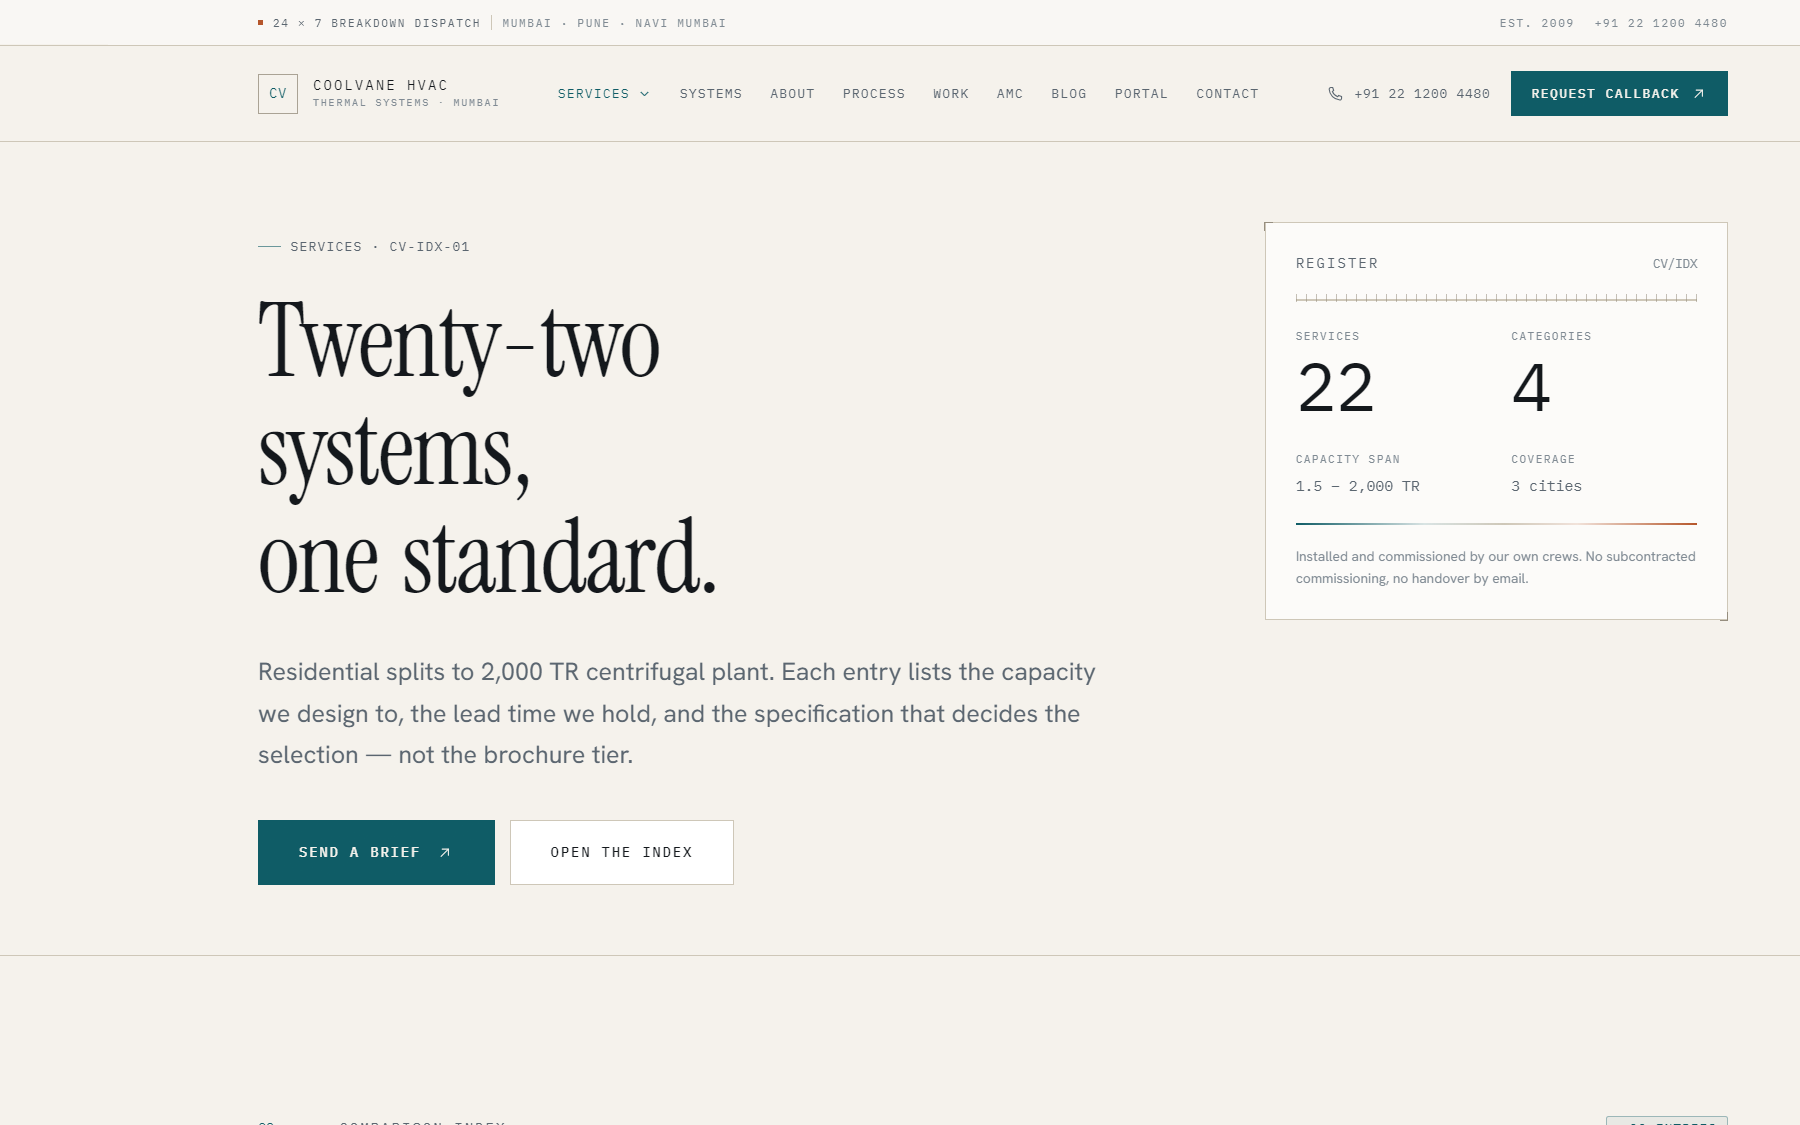 24 × 7 BREAKDOWN DISPATCH
MUMBAI · PUNE · NAVI MUMBAI
EST. 2009
+91 22 1200 4480
CV
COOLVANE HVAC
THERMAL SYSTEMS · MUMBAI
SERVICES
SYSTEMS
ABOUT
PROCESS
WORK
AMC
BLOG
PORTAL
CONTACT
+91 22 1200 4480
REQUEST CALLBACK
SERVICES · CV-IDX-01
Twenty-two
systems,
one standard.
Residential splits to 2,000 TR centrifugal plant. Each entry lists the capacity
we design to, the lead time we hold, and the specification that decides the
selection — not the brochure tier.
SEND A BRIEF
OPEN THE INDEX
REGISTER
CV/IDX
SERVICES
CATEGORIES
22
4
CAPACITY SPAN
COVERAGE
1.5 – 2,000 TR
3 cities
Installed and commissioned by our own crews. No subcontracted
commissioning, no handover by email.
COMPARISON INDEX